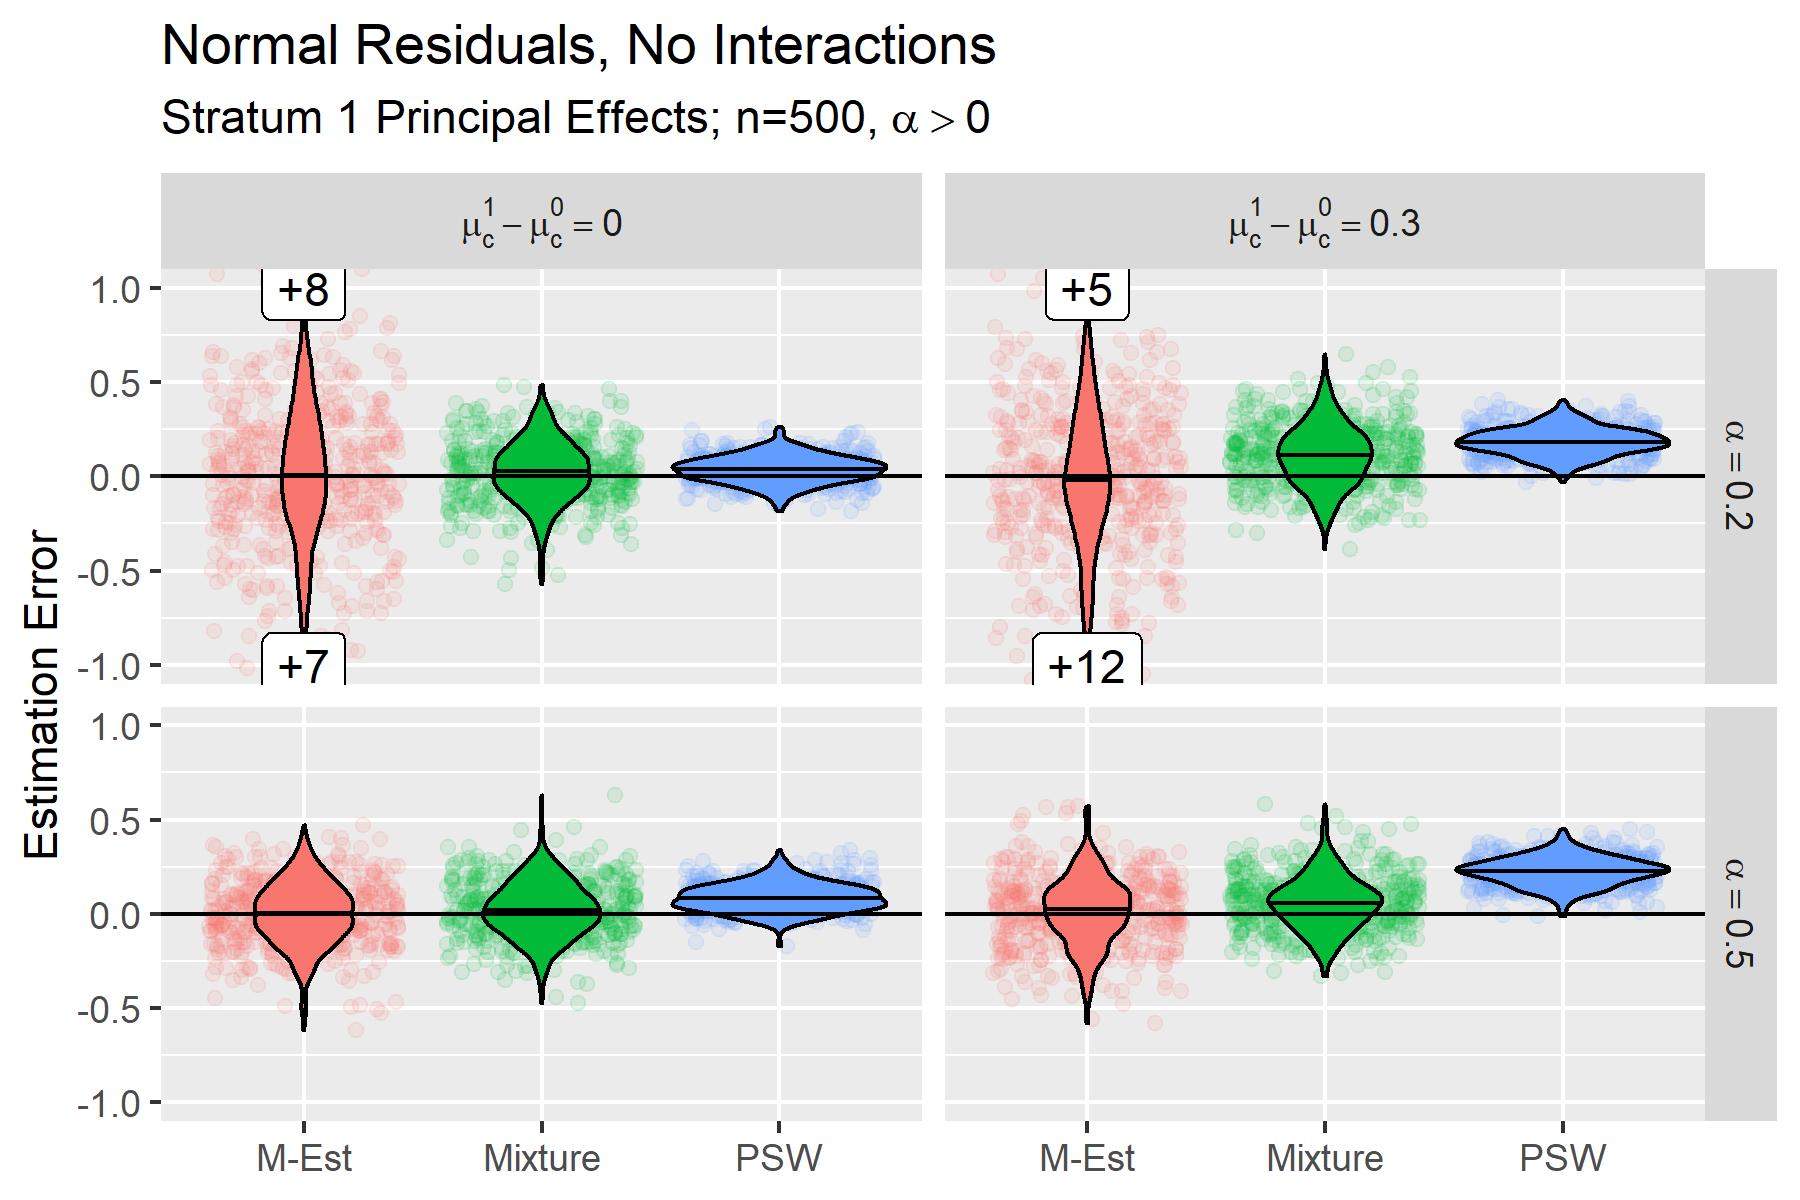 Normal Residuals, No Interactions
Stratum 1 Principal Effects; n=500, α > 0
μ_c^1 − μ_c^0 = 0
μ_c^1 − μ_c^0 = 0.3
Estimation Error
1.0
0.5
0.0
-0.5
-1.0
+8
+7
+5
+12
α = 0.2
1.0
0.5
0.0
-0.5
-1.0
α = 0.5
M-Est
Mixture
PSW
M-Est
Mixture
PSW